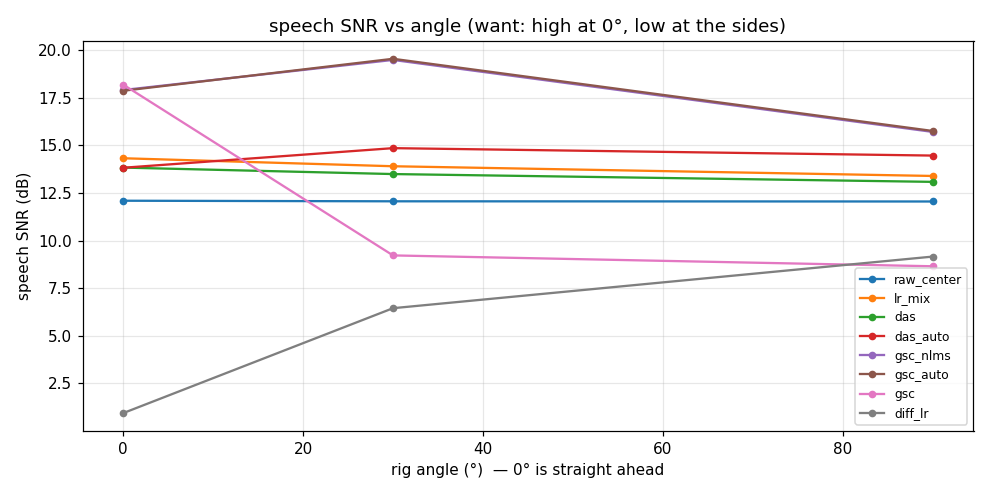 speech SNR vs angle (want: high at 0°, low at the sides)
speech SNR (dB)
20.0
17.5
15.0
12.5
10.0
7.5
5.0
2.5
0
20
40
60
80
rig angle (°) — 0° is straight ahead
raw_center
lr_mix
das
das_auto
gsc_nlms
gsc_auto
gsc
diff_lr